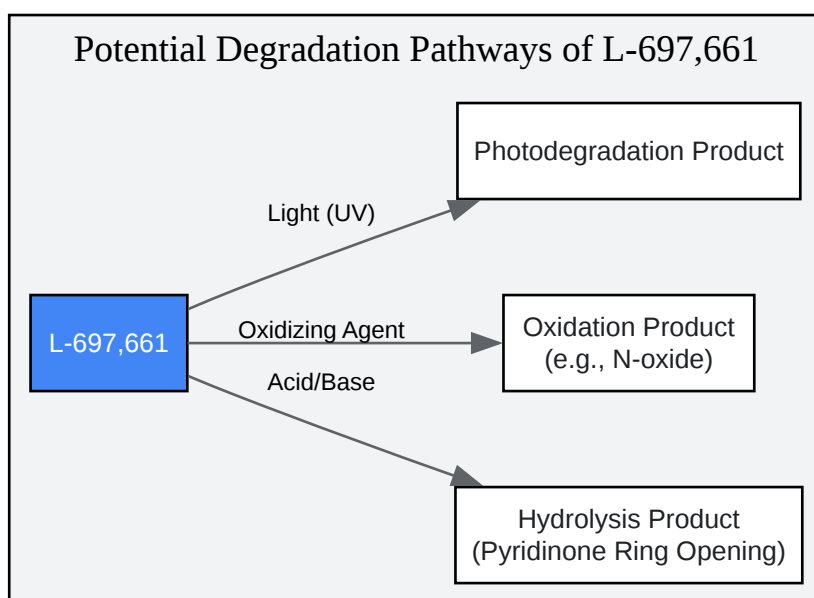 Potential Degradation Pathways of L-697,661
Photodegradation Product
Light (UV)
L-697,661
Oxidizing Agent
Oxidation Product
(e.g., N-oxide)
Acid/Base
Hydrolysis Product
(Pyridinone Ring Opening)